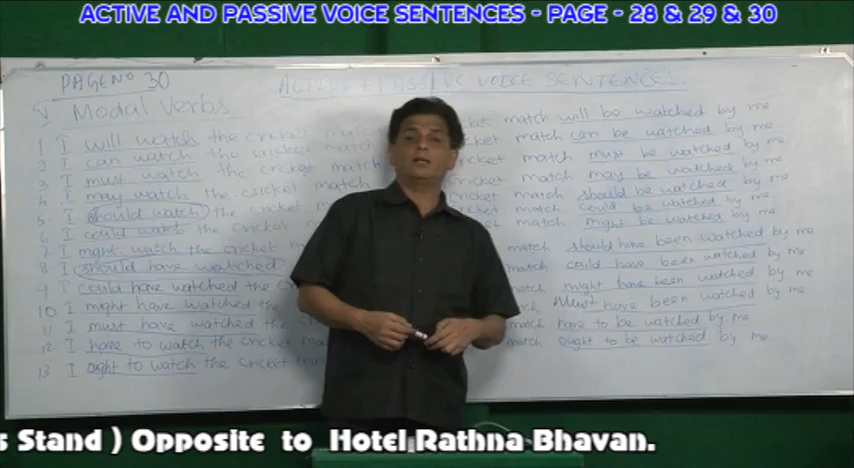 ACTIVE AND PASSIVE VOICE SENTENCES - PAGE - 28 & 29 & 30
PAGE NO 30
ACTIVE + PASSIVE VOICE SENTENCES
V Modal Verbs
1 I will watch the cricket match will be watched by me
2 I can watch the cricket match can be watched by me
3 I must watch the cricket match must be watched by me
4 I may watch the cricket match may be watched by me
5 I should watch the cricket match should be watched by me
6 I could watch the cricket match could be watched by me
7 I might watch the cricket might be watched by me
8 I should have watched match should have been watched by me
9 I could have watched the match could have been watched by me
10 I might have watched the might have been watched by me
11 I must have watched the must have been watched by me
12 I have to watch the cricket match have to be watched by me
13 I ought to watch the cricket match ought to be watched by me
s Stand ) Opposite to Hotel Rathna Bhavan.